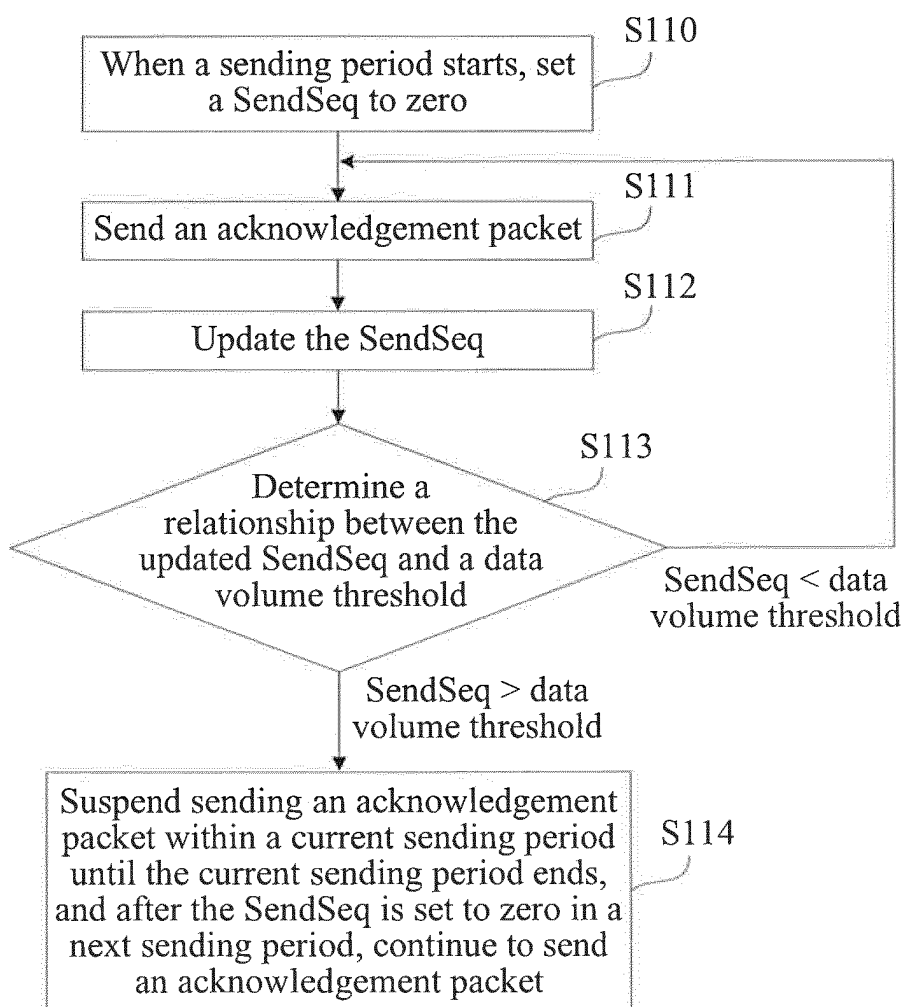 S110
When a sending period starts, set
a SendSeq to zero
S111
Send an acknowledgement packet
S112
Update the SendSeq
S113
Determine a
relationship between the
updated SendSeq and a data
volume threshold
SendSeq < data
volume threshold
SendSeq > data
volume threshold
Suspend sending an acknowledgement
packet within a current sending period
until the current sending period ends,
and after the SendSeq is set to zero in a
next sending period, continue to send
an acknowledgement packet
S114